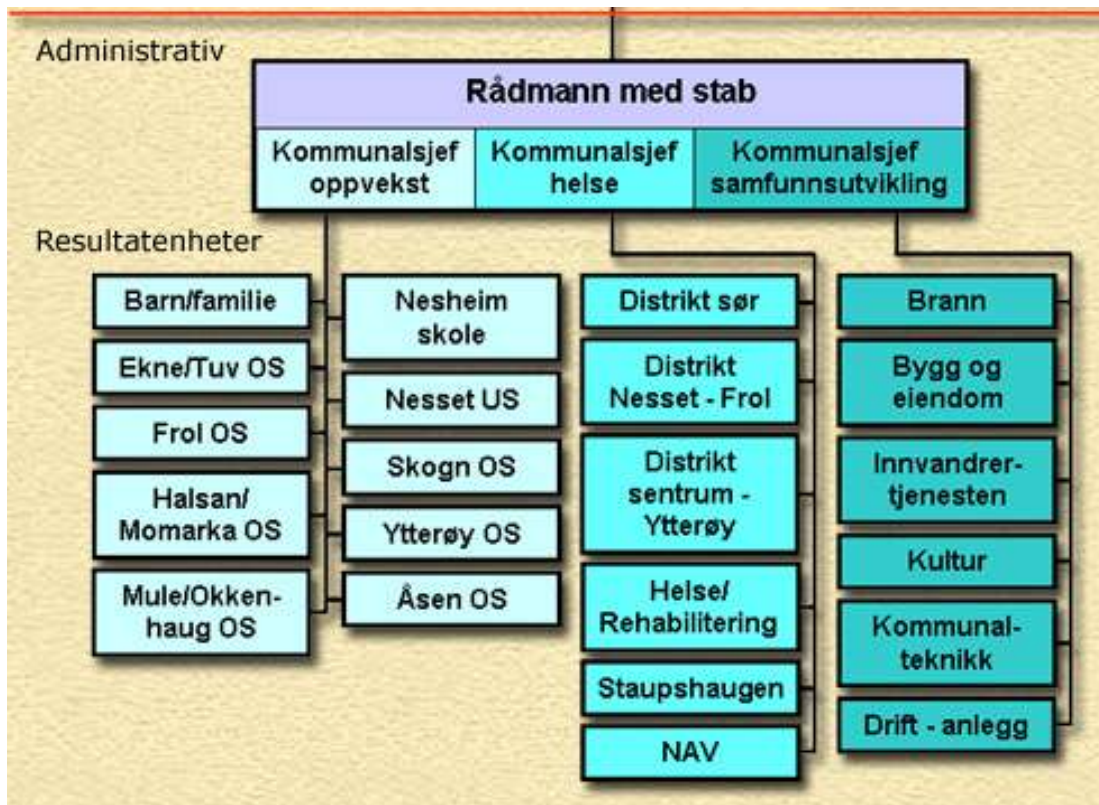 Administrativ
Rådmann med stab
Kommunalsjef
oppvekst
Kommunalsjef
helse
Kommunalsjef
samfunnsutvikling
Resultatenheter
Barn/familie
Ekne/Tuv OS
Frol OS
Halsan/
Momarka OS
Mule/Okken-
haug OS
Nesheim
skole
Nesset US
Skogn OS
Ytterøy OS
Åsen OS
Distrikt sør
Distrikt
Nesset - Frol
Distrikt
sentrum -
Ytterøy
Helse/
Rehabilitering
Staupshaugen
NAV
Brann
Bygg og
eiendom
Innvandrer-
tjenesten
Kultur
Kommunal-
teknikk
Drift - anlegg